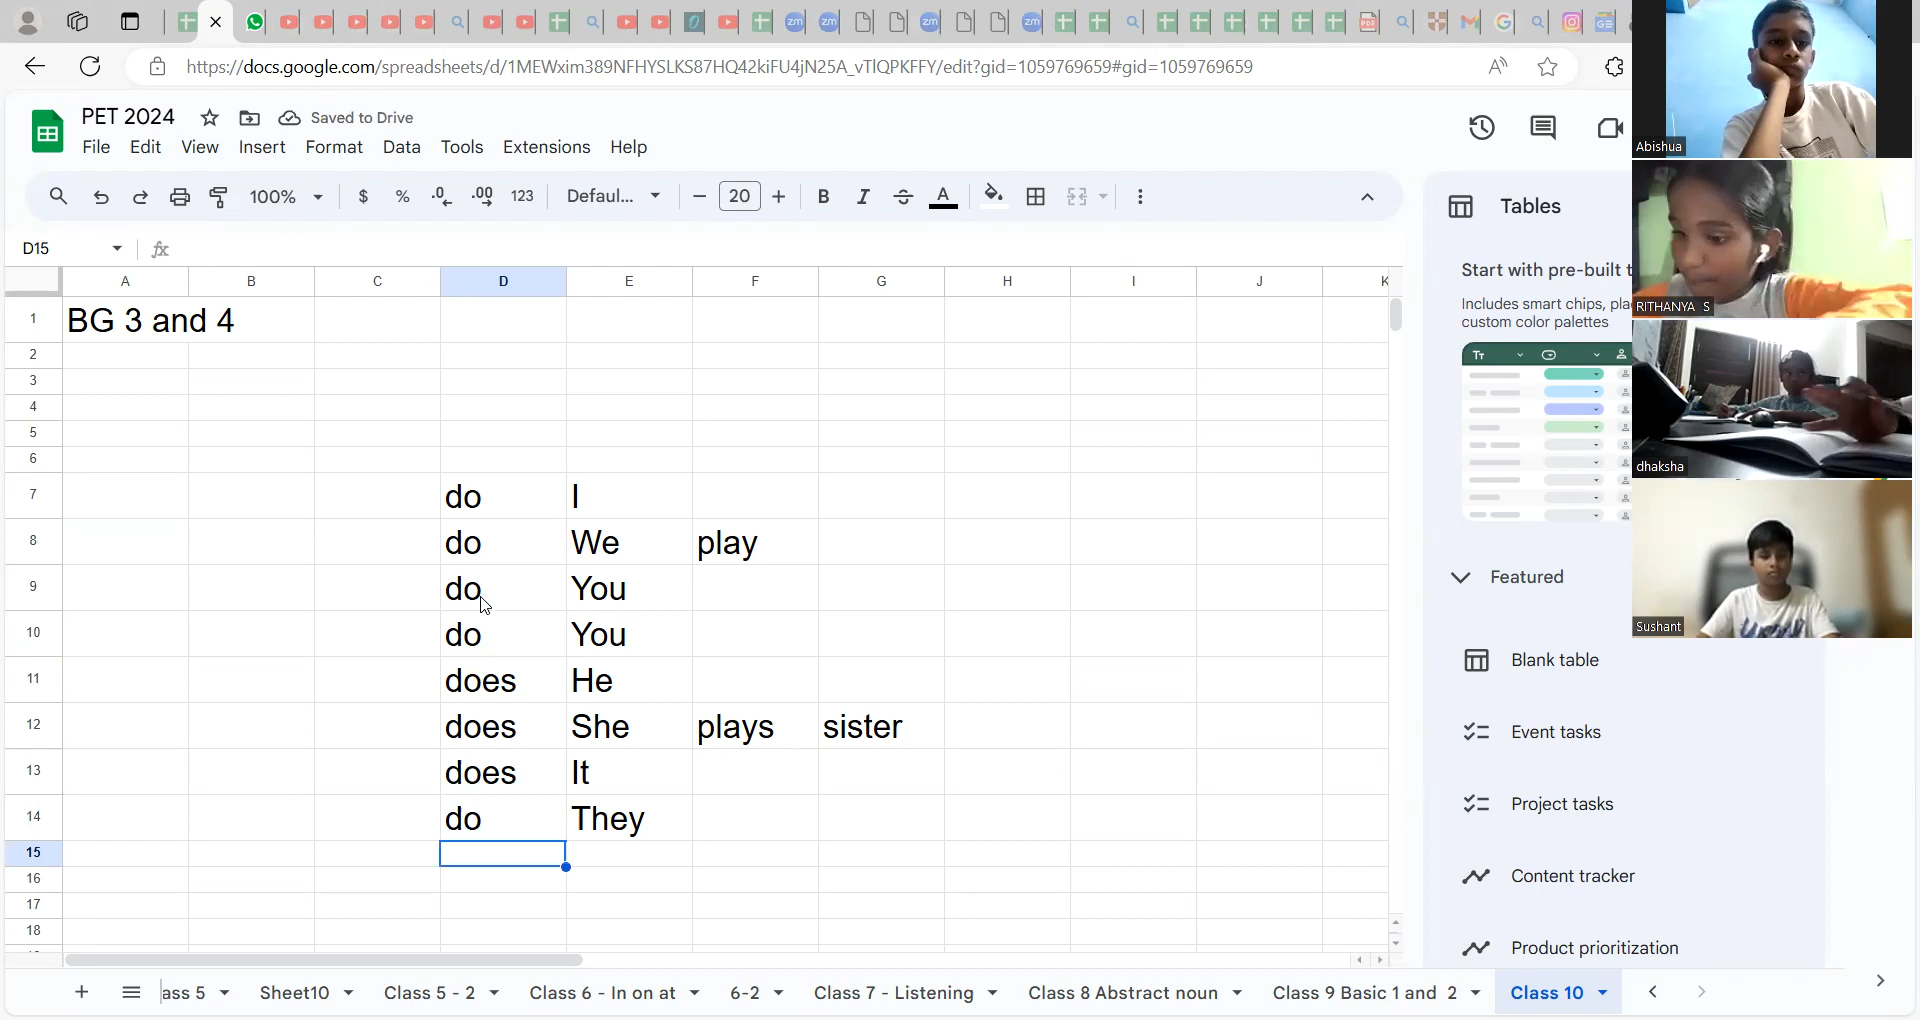 https://docs.google.com/spreadsheets/d/1MEWxim389NFHYSLKS87HQ42kiFU4jN25A_vTlQPKFFY/edit?gid=1059769659#gid=1059769659
PET 2024 Saved to Drive
File Edit View Insert Format Data Tools Extensions Help
100% $ % .0 .00 123 Defaul... 20 B I S A
Tables
D15 fx
Start with pre-built t
Includes smart chips, pla
custom color palettes
A B C D E F G H I J K
1 BG 3 and 4
2
3
4
5
6
7 do I
8 do We play
9 do You
10 do You
11 does He
12 does She plays sister
13 does It
14 do They
15
16
17
18
Featured
Blank table
Event tasks
Project tasks
Content tracker
Product prioritization
Abishua
RITHANYA S
dhaksha
Sushant
ass 5 Sheet10 Class 5 - 2 Class 6 - In on at 6-2 Class 7 - Listening Class 8 Abstract noun Class 9 Basic 1 and 2 Class 10